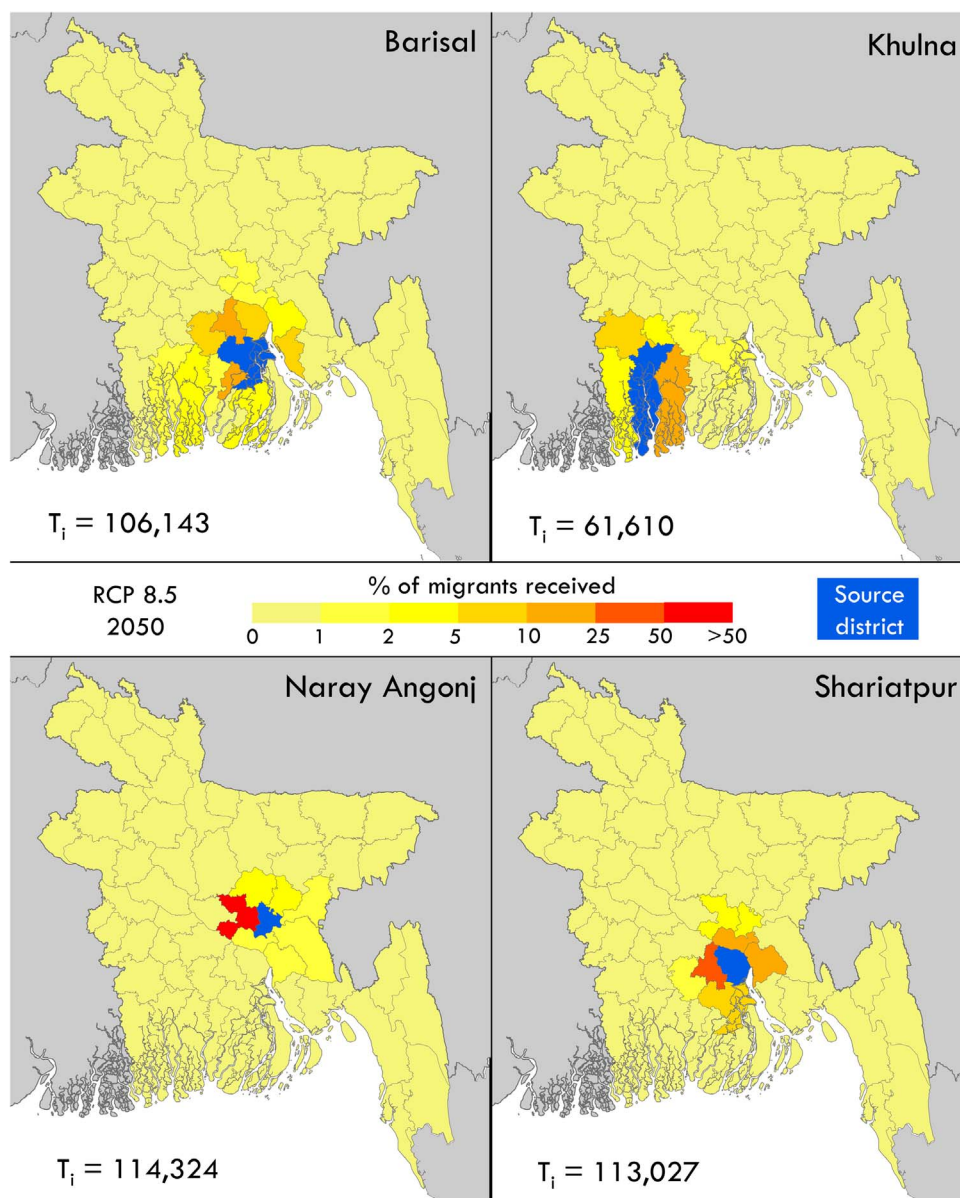 Barisal
Khulna
Ti = 106,143
Ti = 61,610
RCP 8.5
2050
% of migrants received
0 1 2 5 10 25 50 >50
Source
district
Naray Angonj
Shariatpur
Ti = 114,324
Ti = 113,027